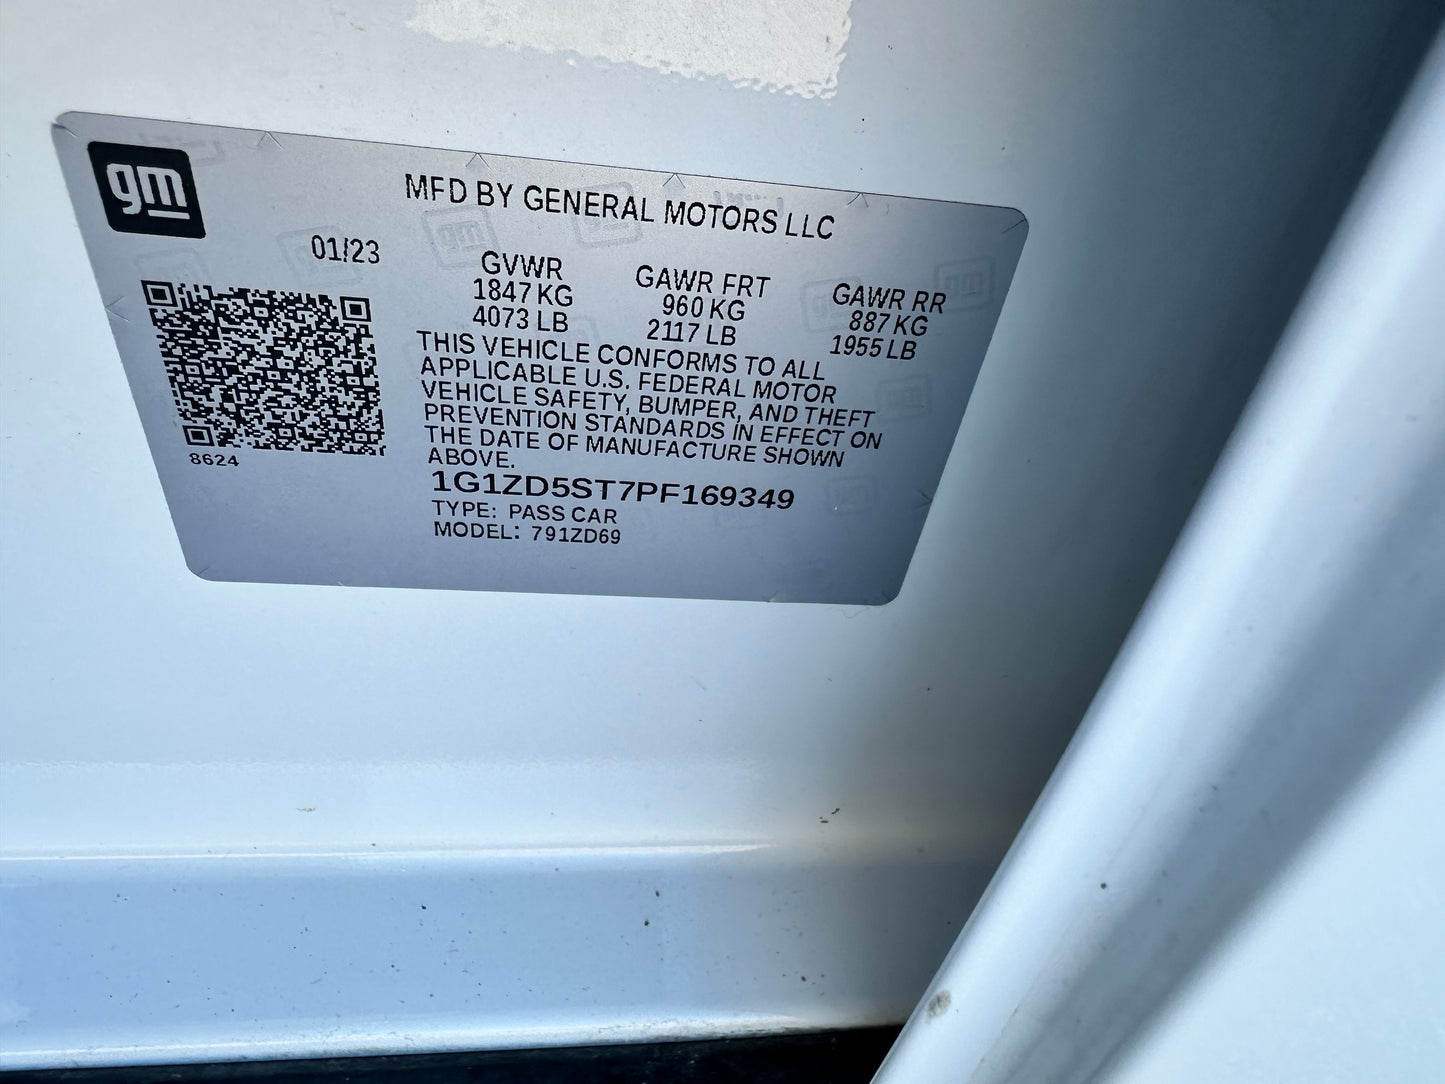 gm
MFD BY GENERAL MOTORS LLC
01/23
GVWR GAWR FRT GAWR RR
1847 KG 960 KG 887 KG
4073 LB 2117 LB 1955 LB
THIS VEHICLE CONFORMS TO ALL
APPLICABLE U.S. FEDERAL MOTOR
VEHICLE SAFETY, BUMPER, AND THEFT
PREVENTION STANDARDS IN EFFECT ON
THE DATE OF MANUFACTURE SHOWN
ABOVE.
8624
1G1ZD5ST7PF169349
TYPE: PASS CAR
MODEL: 791ZD69